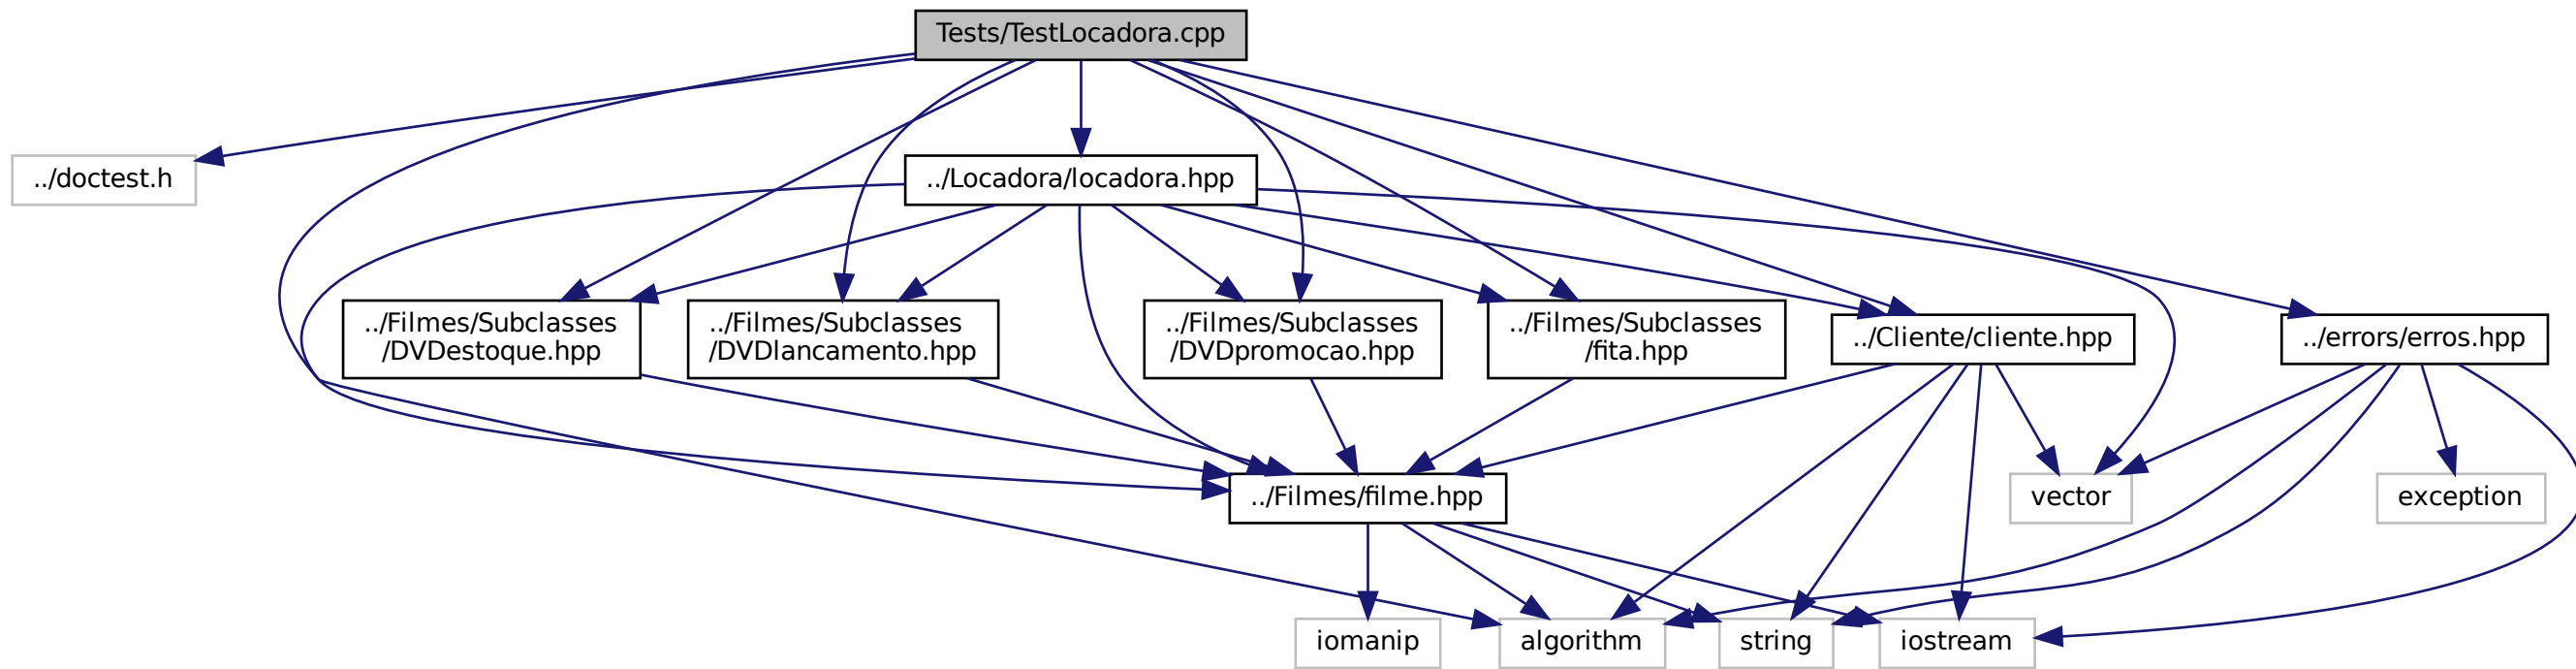 Tests/TestLocadora.cpp
../doctest.h
../Locadora/locadora.hpp
../Filmes/Subclasses
/DVDestoque.hpp
../Filmes/Subclasses
/DVDlancamento.hpp
../Filmes/Subclasses
/DVDpromocao.hpp
../Filmes/Subclasses
/fita.hpp
../Cliente/cliente.hpp
../errors/erros.hpp
../Filmes/filme.hpp
vector
exception
iomanip
algorithm
string
iostream